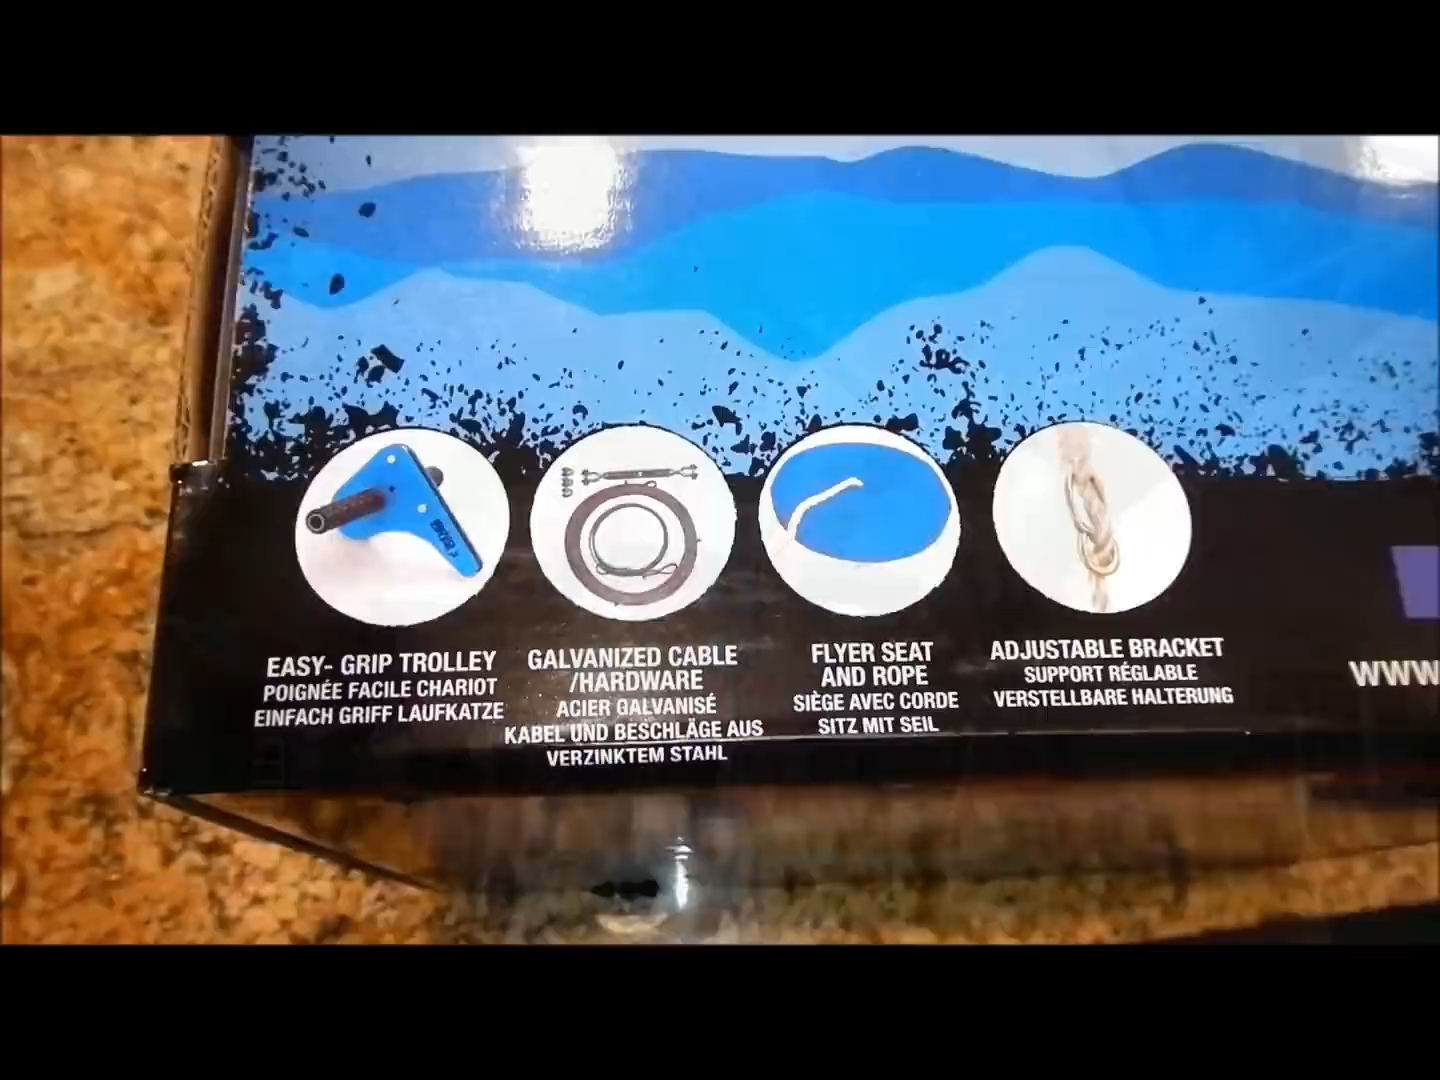 EASY- GRIP TROLLEY
POIGNÉE FACILE CHARIOT
EINFACH GRIFF LAUFKATZE
GALVANIZED CABLE
/HARDWARE
ACIER GALVANISÉ
KABEL UND BESCHLÄGE AUS
VERZINKTEM STAHL
FLYER SEAT
AND ROPE
SIÈGE AVEC CORDE
SITZ MIT SEIL
ADJUSTABLE BRACKET
SUPPORT RÉGLABLE
VERSTELLBARE HALTERUNG
WWW